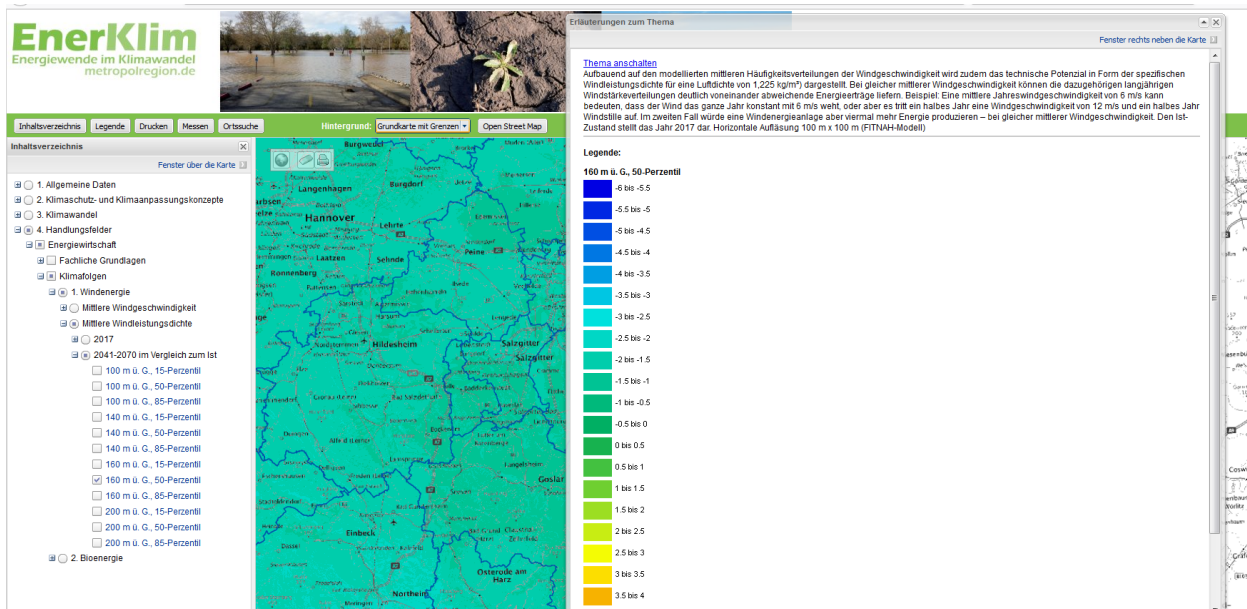 EnerKlim
Energiewende im Klimawandel
metropolregion.de
Inhaltsverzeichnis
Legende
Drucken
Messen
Ortssuche
Hintergrund:
Grundkarte mit Grenzen
Open Street Map
Inhaltsverzeichnis
Fenster über die Karte
1. Allgemeine Daten
2. Klimaschutz- und Klimaanpassungskonzepte
3. Klimawandel
4. Handlungsfelder
Energiewirtschaft
Fachliche Grundlagen
Klimafolgen
1. Windenergie
Mittlere Windgeschwindigkeit
Mittlere Windleistungsdichte
2017
2041-2070 im Vergleich zum Ist
100 m ü. G., 15-Perzentil
100 m ü. G., 50-Perzentil
100 m ü. G., 85-Perzentil
140 m ü. G., 15-Perzentil
140 m ü. G., 50-Perzentil
140 m ü. G., 85-Perzentil
160 m ü. G., 15-Perzentil
160 m ü. G., 50-Perzentil
160 m ü. G., 85-Perzentil
200 m ü. G., 15-Perzentil
200 m ü. G., 50-Perzentil
200 m ü. G., 85-Perzentil
2. Bioenergie
Burgwedel
Langenhagen
Burgdorf
Hannover
Lehrte
Peine
Laatzen
Sehnde
Ronnenberg
Hildesheim
Salzgitter
Salzgitter
Goslar
Einbeck
Osterode am
Harz
Northeim
Erläuterungen zum Thema
Fenster rechts neben die Karte
Thema anschalten
Aufbauend auf den modellierten mittleren Häufigkeitsverteilungen der Windgeschwindigkeit wird zudem das technische Potenzial in Form der spezifischen
Windleistungsdichte für eine Luftdichte von 1,225 kg/m³) dargestellt. Bei gleicher mittlerer Windgeschwindigkeit können die dazugehörigen langjährigen
Windstärkeverteilungen deutlich voneinander abweichende Energieerträge liefern. Beispiel: Eine mittlere Jahreswindgeschwindigkeit von 6 m/s kann
bedeuten, dass der Wind das ganze Jahr konstant mit 6 m/s weht, oder aber es tritt ein halbes Jahr eine Windgeschwindigkeit von 12 m/s und ein halbes Jahr
Windstille auf. Im zweiten Fall würde eine Windenergieanlage aber viermal mehr Energie produzieren – bei gleicher mittlerer Windgeschwindigkeit. Den Ist-
Zustand stellt das Jahr 2017 dar. Horizontale Aufläsung 100 m x 100 m (FITNAH-Modell)
Legende:
160 m ü. G., 50-Perzentil
-6 bis -5.5
-5.5 bis -5
-5 bis -4.5
-4.5 bis -4
-4 bis -3.5
-3.5 bis -3
-3 bis -2.5
-2.5 bis -2
-2 bis -1.5
-1.5 bis -1
-1 bis -0.5
-0.5 bis 0
0 bis 0.5
0.5 bis 1
1 bis 1.5
1.5 bis 2
2 bis 2.5
2.5 bis 3
3 bis 3.5
3.5 bis 4